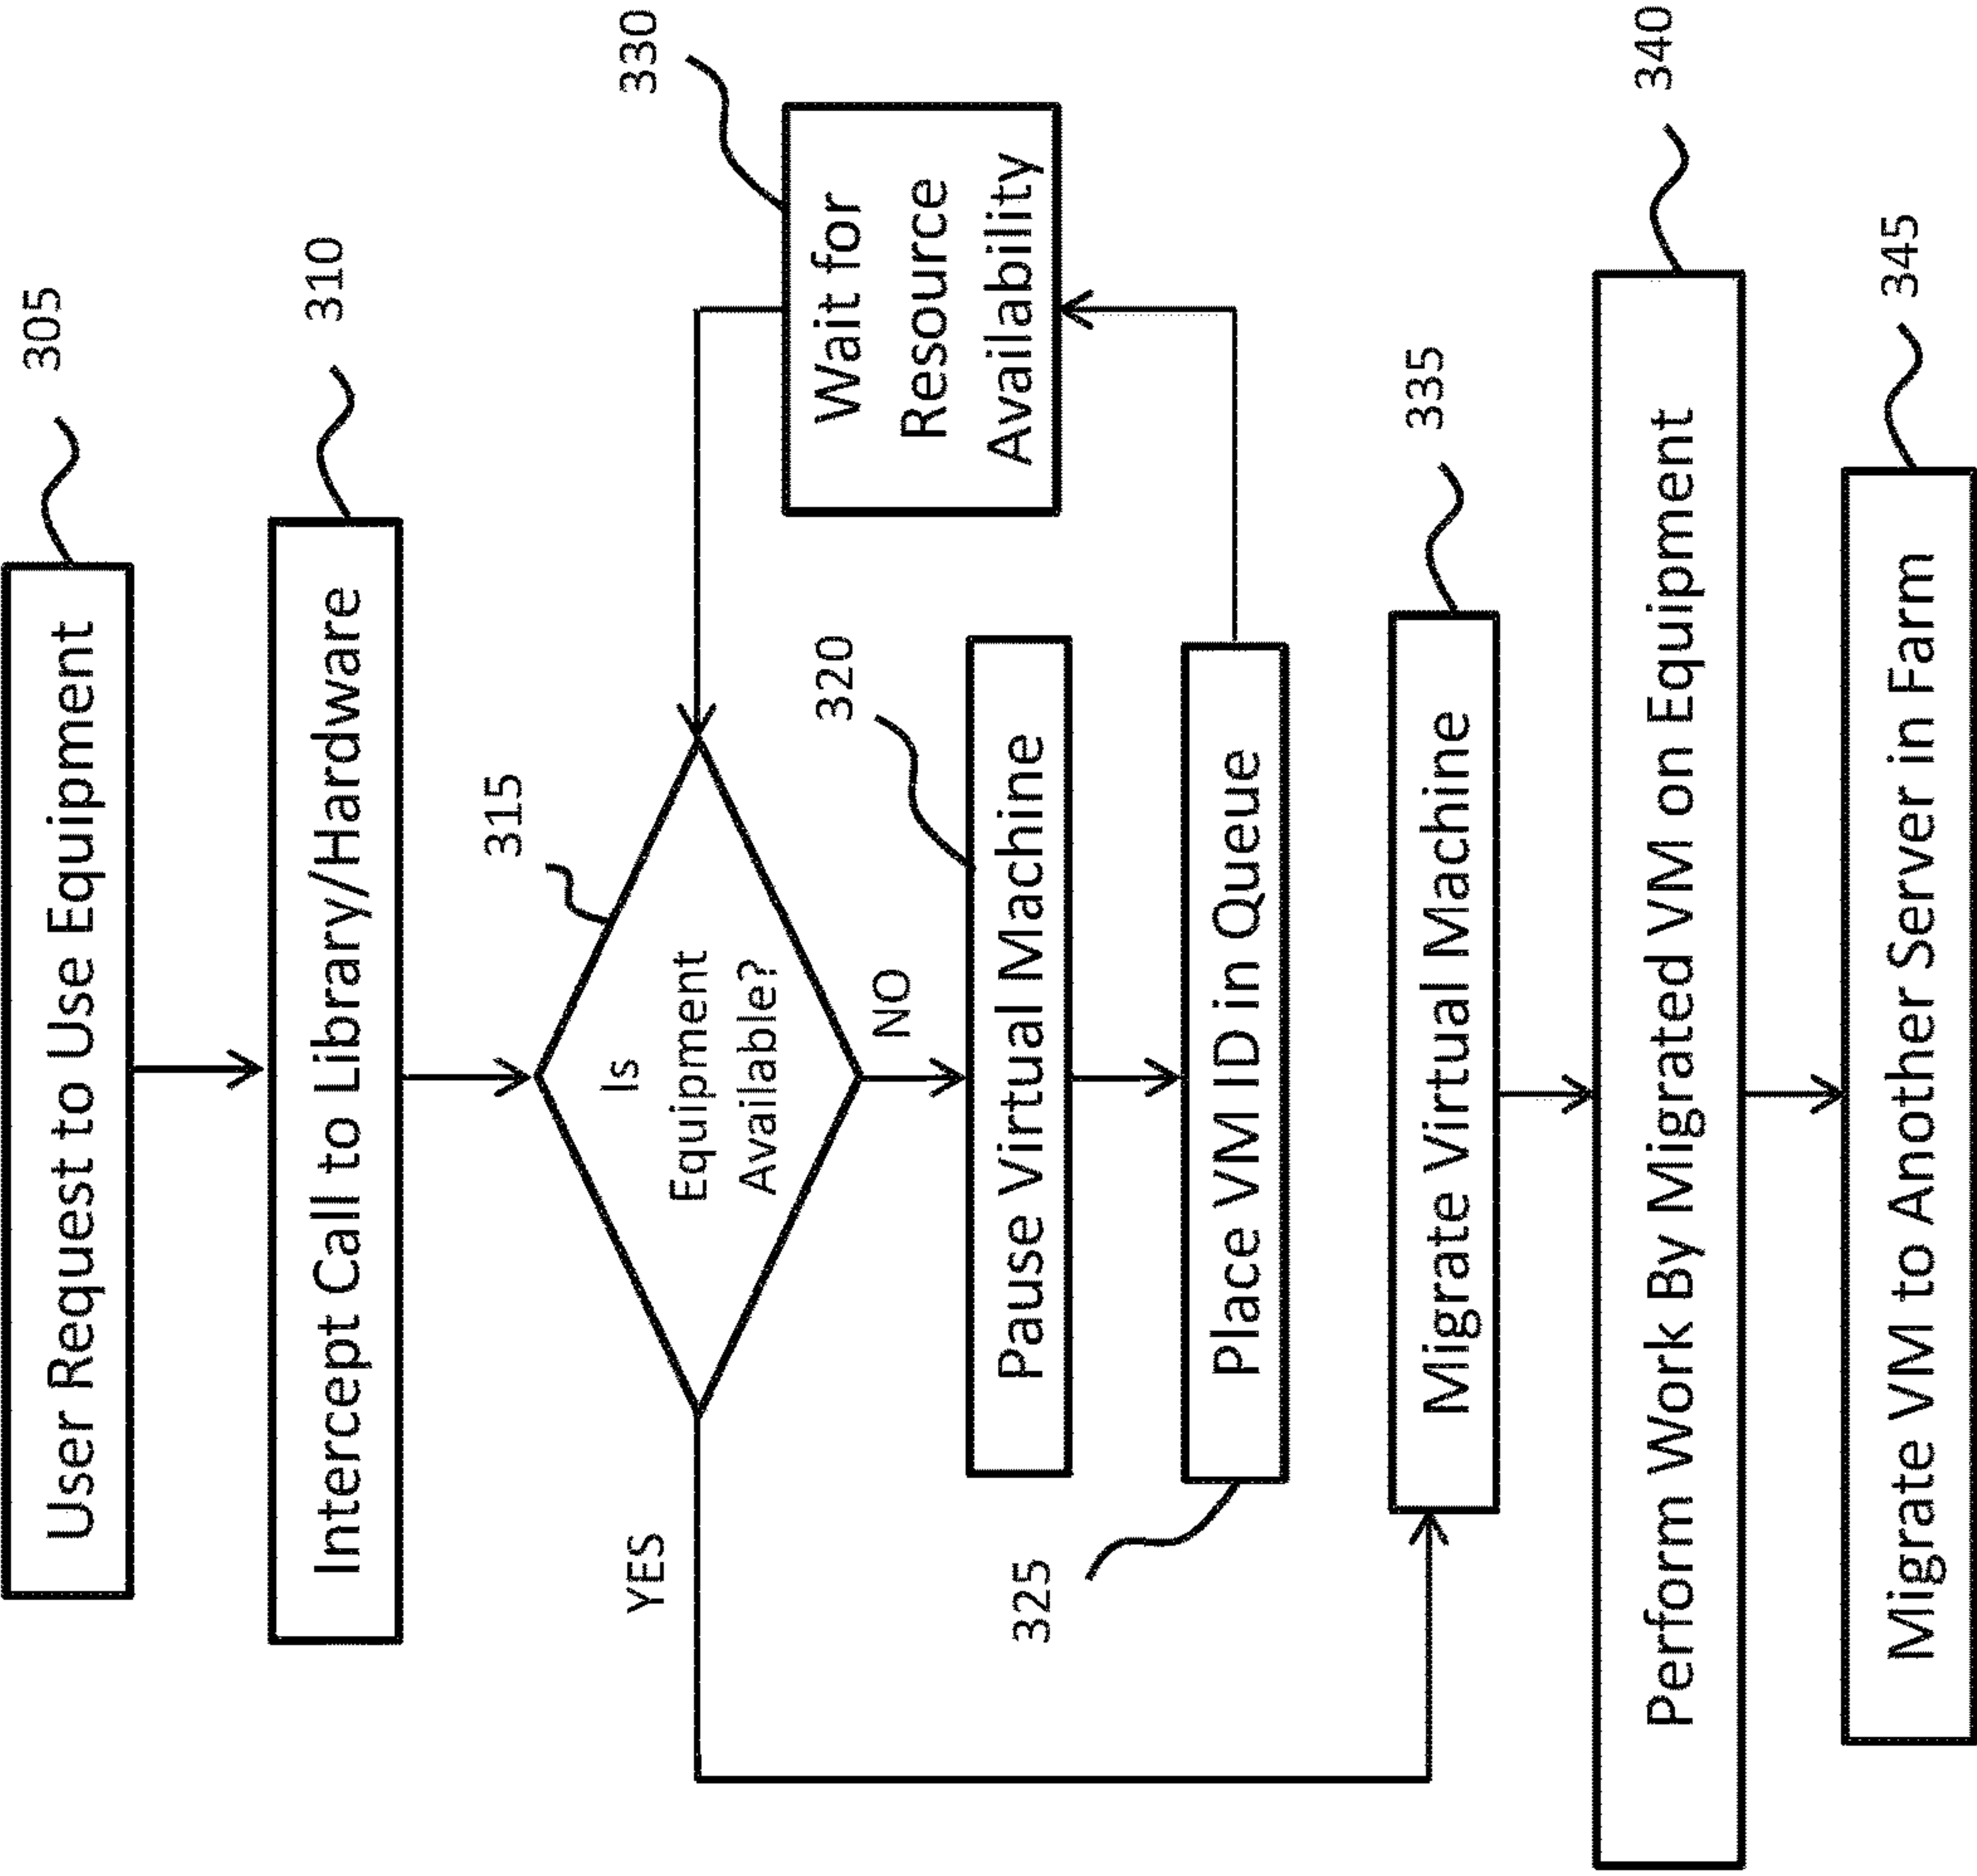 User Request to Use Equipment
305
Intercept Call to Library/Hardware
310
315
Is
Equipment
Available?
YES
NO
Pause Virtual Machine
320
Place VM ID in Queue
325
Wait for
Resource
Availability
330
Migrate Virtual Machine
335
Perform Work By Migrated VM on Equipment
340
Migrate VM to Another Server in Farm
345